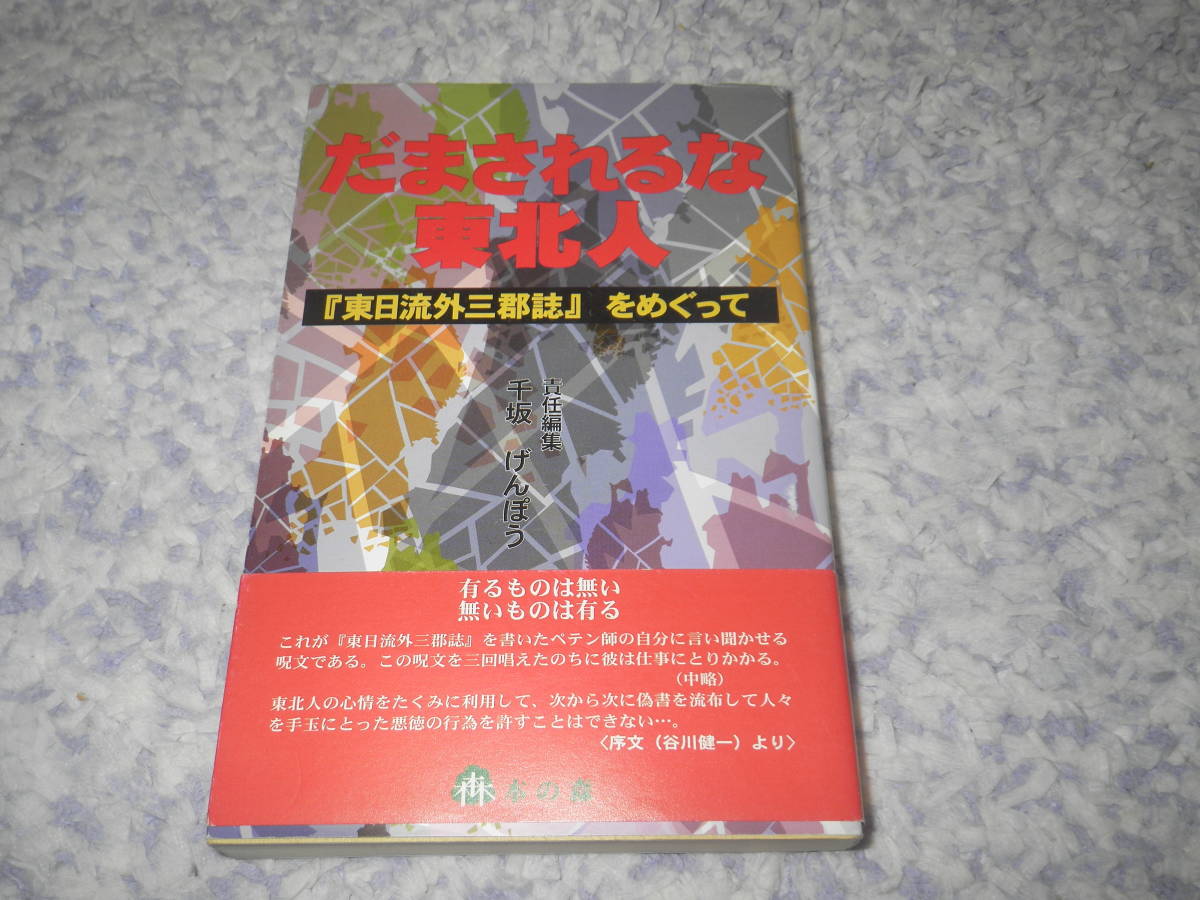 だまされるな
東北人
『東日流外三郡誌』をめぐって
責任編集
千坂 げんぽう
有るものは無い
無いものは有る
これが『東日流外三郡誌』を書いたペテン師の自分に言い聞かせる
呪文である。この呪文を三回唱えたのちに彼は仕事にとりかかる。
（中略）
東北人の心情をたくみに利用して、次から次に偽書を流布して人々
を手玉にとった悪徳の行為を許すことはできない…。
〈序文（谷川健一）より〉
本の森